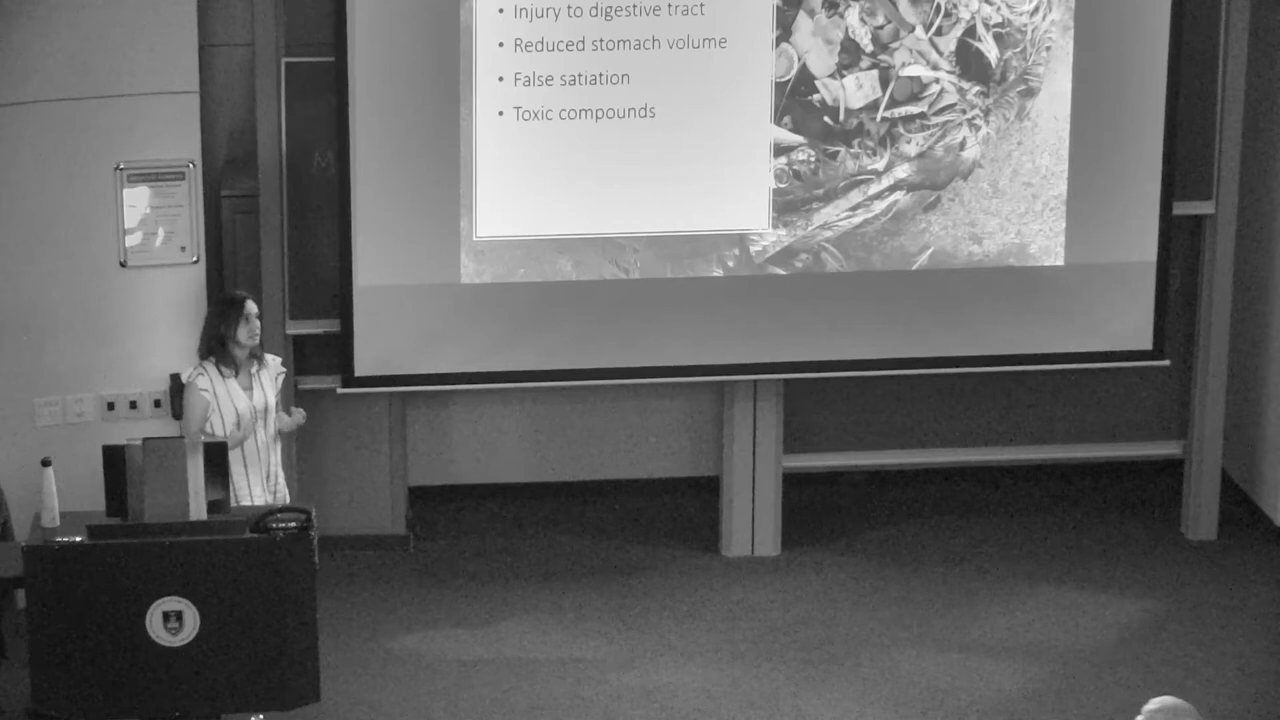 • Injury to digestive tract
• Reduced stomach volume
• False satiation
• Toxic compounds
M